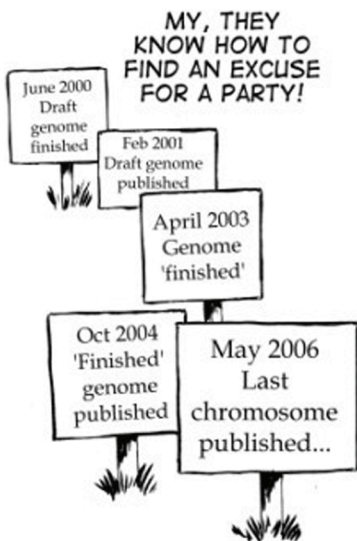 MY, THEY
KNOW HOW TO
FIND AN EXCUSE
FOR A PARTY!
June 2000
Draft
genome
finished
Feb 2001
Draft genome
published
April 2003
Genome
'finished'
Oct 2004
'Finished'
genome
published
May 2006
Last
chromosome
published...